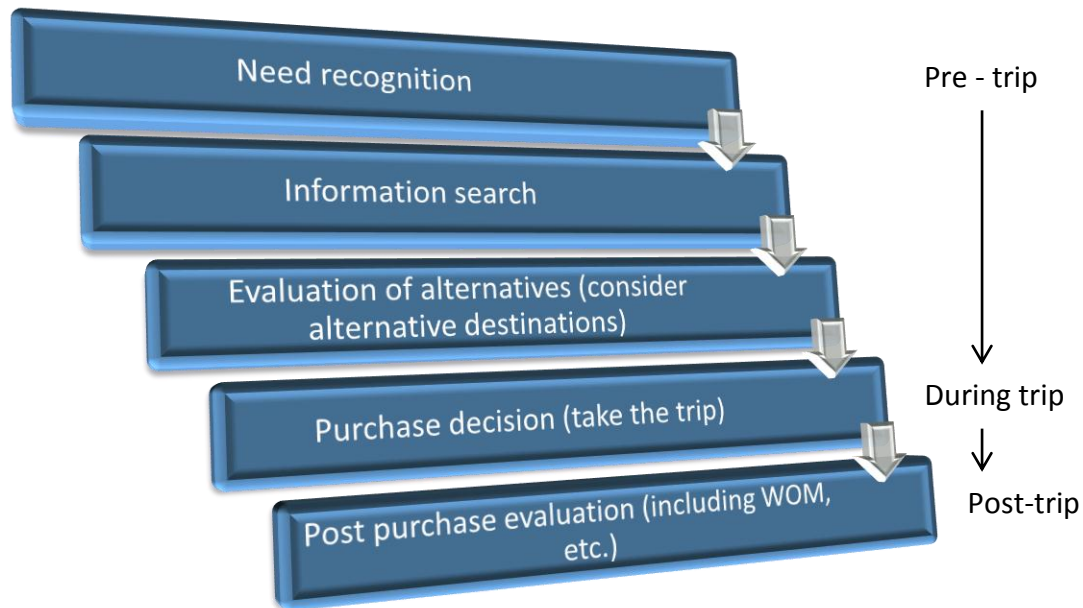 Need recognition
Pre - trip
Information search
Evaluation of alternatives (consider
alternative destinations)
During trip
Purchase decision (take the trip)
Post-trip
Post purchase evaluation (including WOM,
etc.)